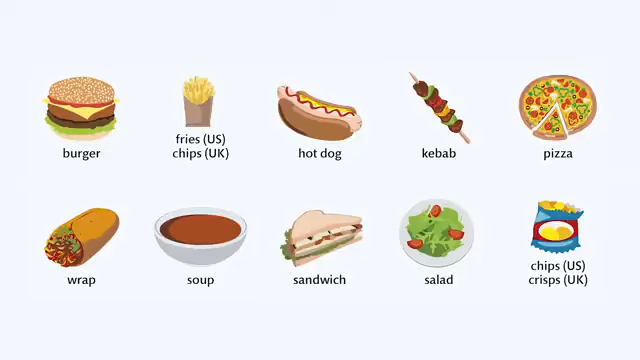 burger
fries (US)
chips (UK)
hot dog
kebab
pizza
wrap
soup
sandwich
salad
chips (US)
crisps (UK)